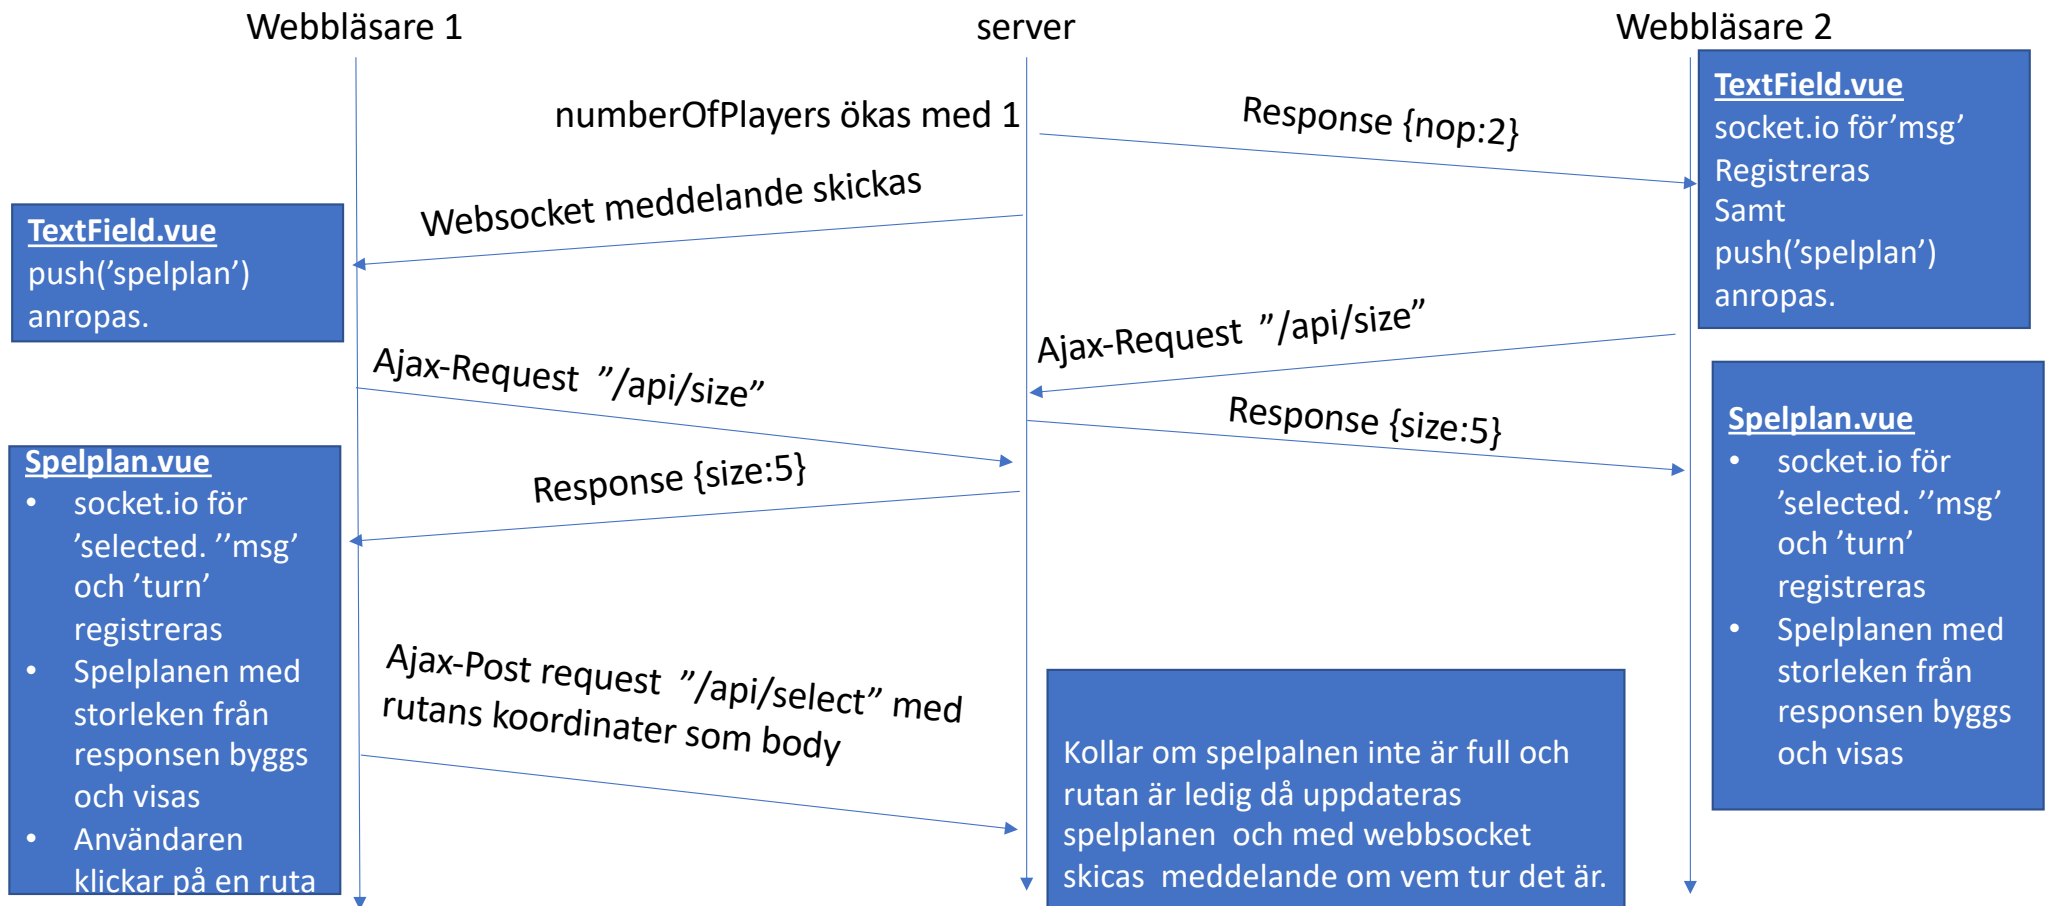 Webbläsare 1
server
Webbläsare 2
numberOfPlayers ökas med 1
Response {nop:2}
TextField.vue
socket.io för’msg’
Registreras
Samt
push(’spelplan’)
anropas.
Websocket meddelande skickas
TextField.vue
push(’spelplan’)
anropas.
Ajax-Request ”/api/size”
Ajax-Request ”/api/size”
Response {size:5}
Response {size:5}
Spelplan.vue
• socket.io för
’selected. ’’msg’
och ’turn’
registreras
• Spelplanen med
storleken från
responsen byggs
och visas
• Användaren
klickar på en ruta
Spelplan.vue
• socket.io för
’selected. ’’msg’
och ’turn’
registreras
• Spelplanen med
storleken från
responsen byggs
och visas
Ajax-Post request ”/api/select” med
rutans koordinater som body
Kollar om spelpalnen inte är full och
rutan är ledig då uppdateras
spelplanen och med webbsocket
skicas meddelande om vem tur det är.